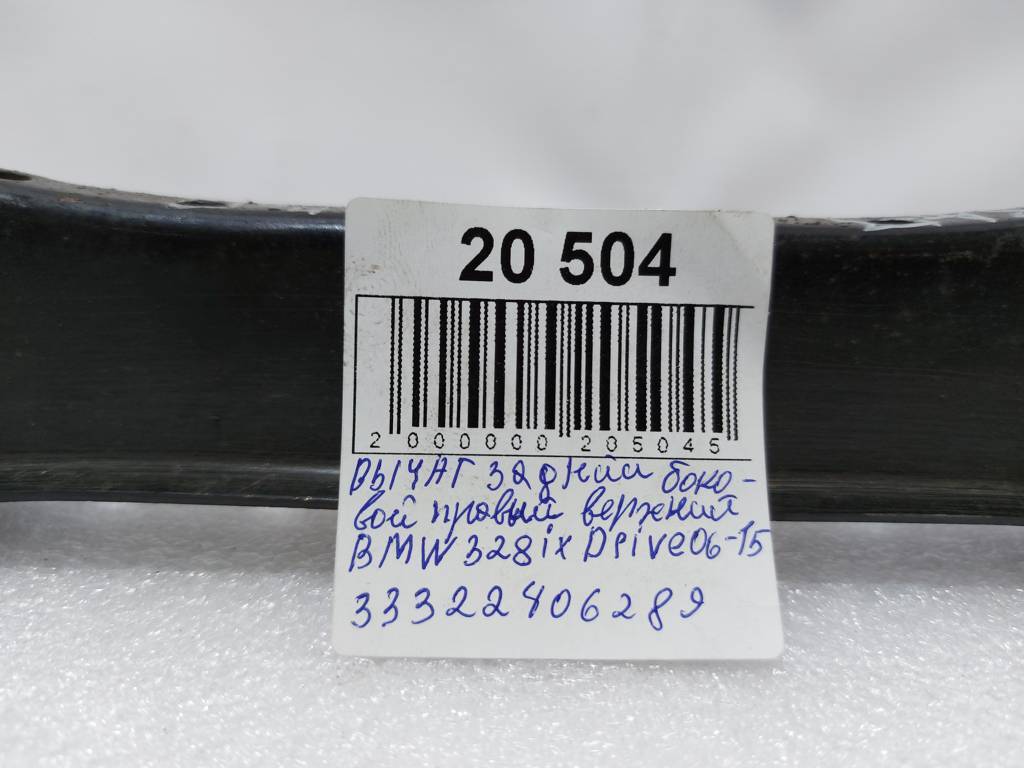 20 504
2 000000 205045
РЫЧАГ задний боко-
вой правый верхний
BMW 328ix Drive06-15
33322406289